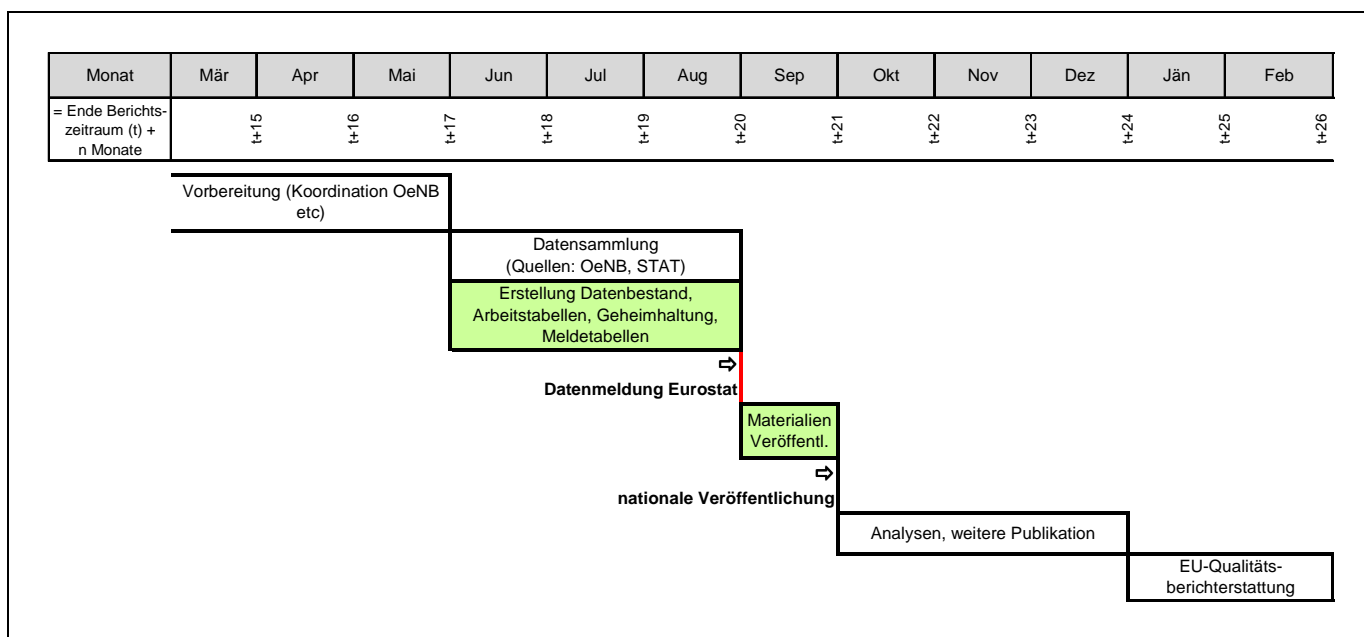 Monat Mär Apr Mai Jun Jul Aug Sep Okt Nov Dez Jän Feb
= Ende Berichts-
zeitraum (t) +
n Monate
t+15 t+16 t+17 t+18 t+19 t+20 t+21 t+22 t+23 t+24 t+25 t+26
Vorbereitung (Koordination OeNB
etc)
Datensammlung
(Quellen: OeNB, STAT)
Erstellung Datenbestand,
Arbeitstabellen, Geheimhaltung,
Meldetabellen
⇨
Datenmeldung Eurostat
Materialien
Veröffentl.
⇨
nationale Veröffentlichung
Analysen, weitere Publikation
EU-Qualitäts-
berichterstattung